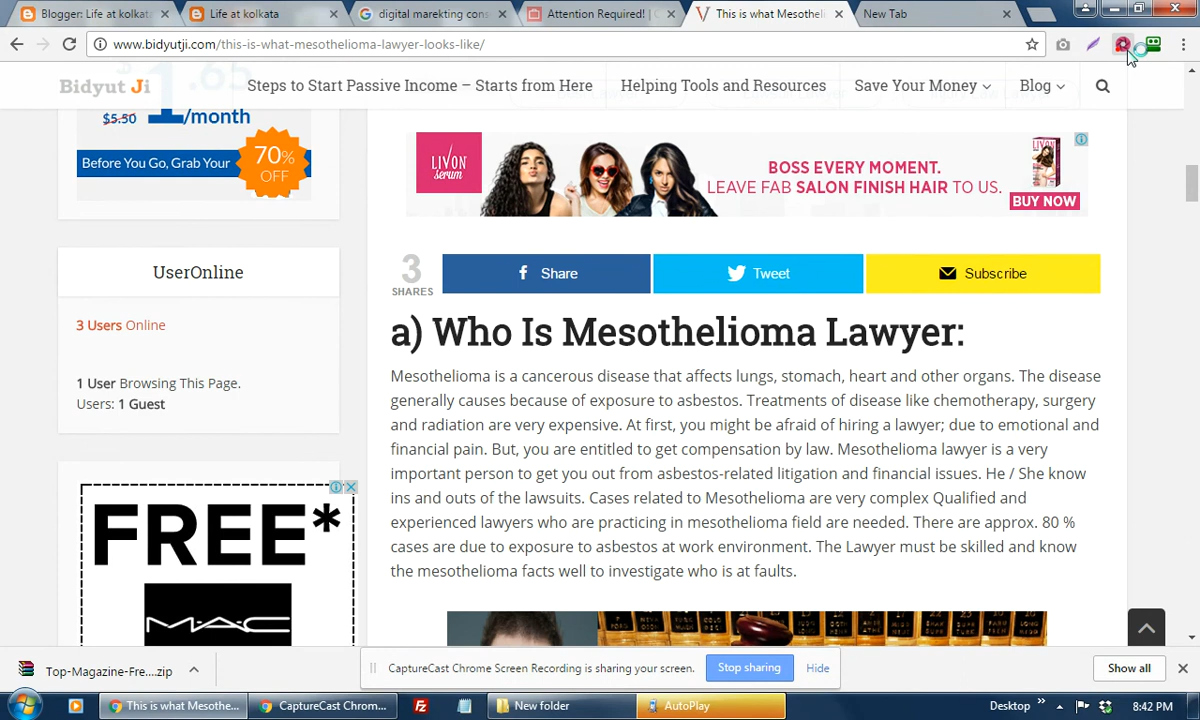 Blogger: Life at kolkata
Life at kolkata
digital marekting cons
Attention Required! | C
This is what Mesotheli
New Tab
www.bidyutji.com/this-is-what-mesothelioma-lawyer-looks-like/
Bidyut Ji
Steps to Start Passive Income – Starts from Here
Helping Tools and Resources
Save Your Money
Blog
$5.50
1.65
/month
Before You Go, Grab Your
70%
OFF
LIVON
serum
BOSS EVERY MOMENT.
LEAVE FAB SALON FINISH HAIR TO US.
BUY NOW
3
SHARES
Share
Tweet
Subscribe
UserOnline
3 Users Online
1 User Browsing This Page.
Users: 1 Guest
a) Who Is Mesothelioma Lawyer:
Mesothelioma is a cancerous disease that affects lungs, stomach, heart and other organs. The disease
generally causes because of exposure to asbestos. Treatments of disease like chemotherapy, surgery
and radiation are very expensive. At first, you might be afraid of hiring a lawyer; due to emotional and
financial pain. But, you are entitled to get compensation by law. Mesothelioma lawyer is a very
important person to get you out from asbestos-related litigation and financial issues. He / She know
ins and outs of the lawsuits. Cases related to Mesothelioma are very complex Qualified and
experienced lawyers who are practicing in mesothelioma field are needed. There are approx. 80 %
cases are due to exposure to asbestos at work environment. The Lawyer must be skilled and know
the mesothelioma facts well to investigate who is at faults.
FREE*
MAC
Top-Magazine-Fre....zip
CaptureCast Chrome Screen Recording is sharing your screen.
Stop sharing
Hide
Show all
This is what Mesothe...
CaptureCast Chrom...
New folder
AutoPlay
Desktop
8:42 PM